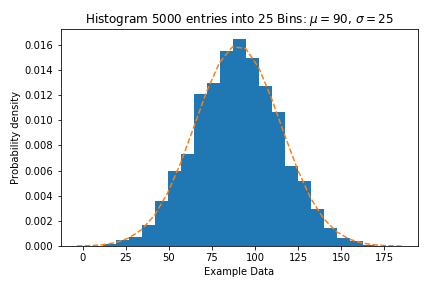 Histogram 5000 entries into 25 Bins: μ = 90, σ = 25
Probability density
0.016
0.014
0.012
0.010
0.008
0.006
0.004
0.002
0.000
0 25 50 75 100 125 150 175
Example Data